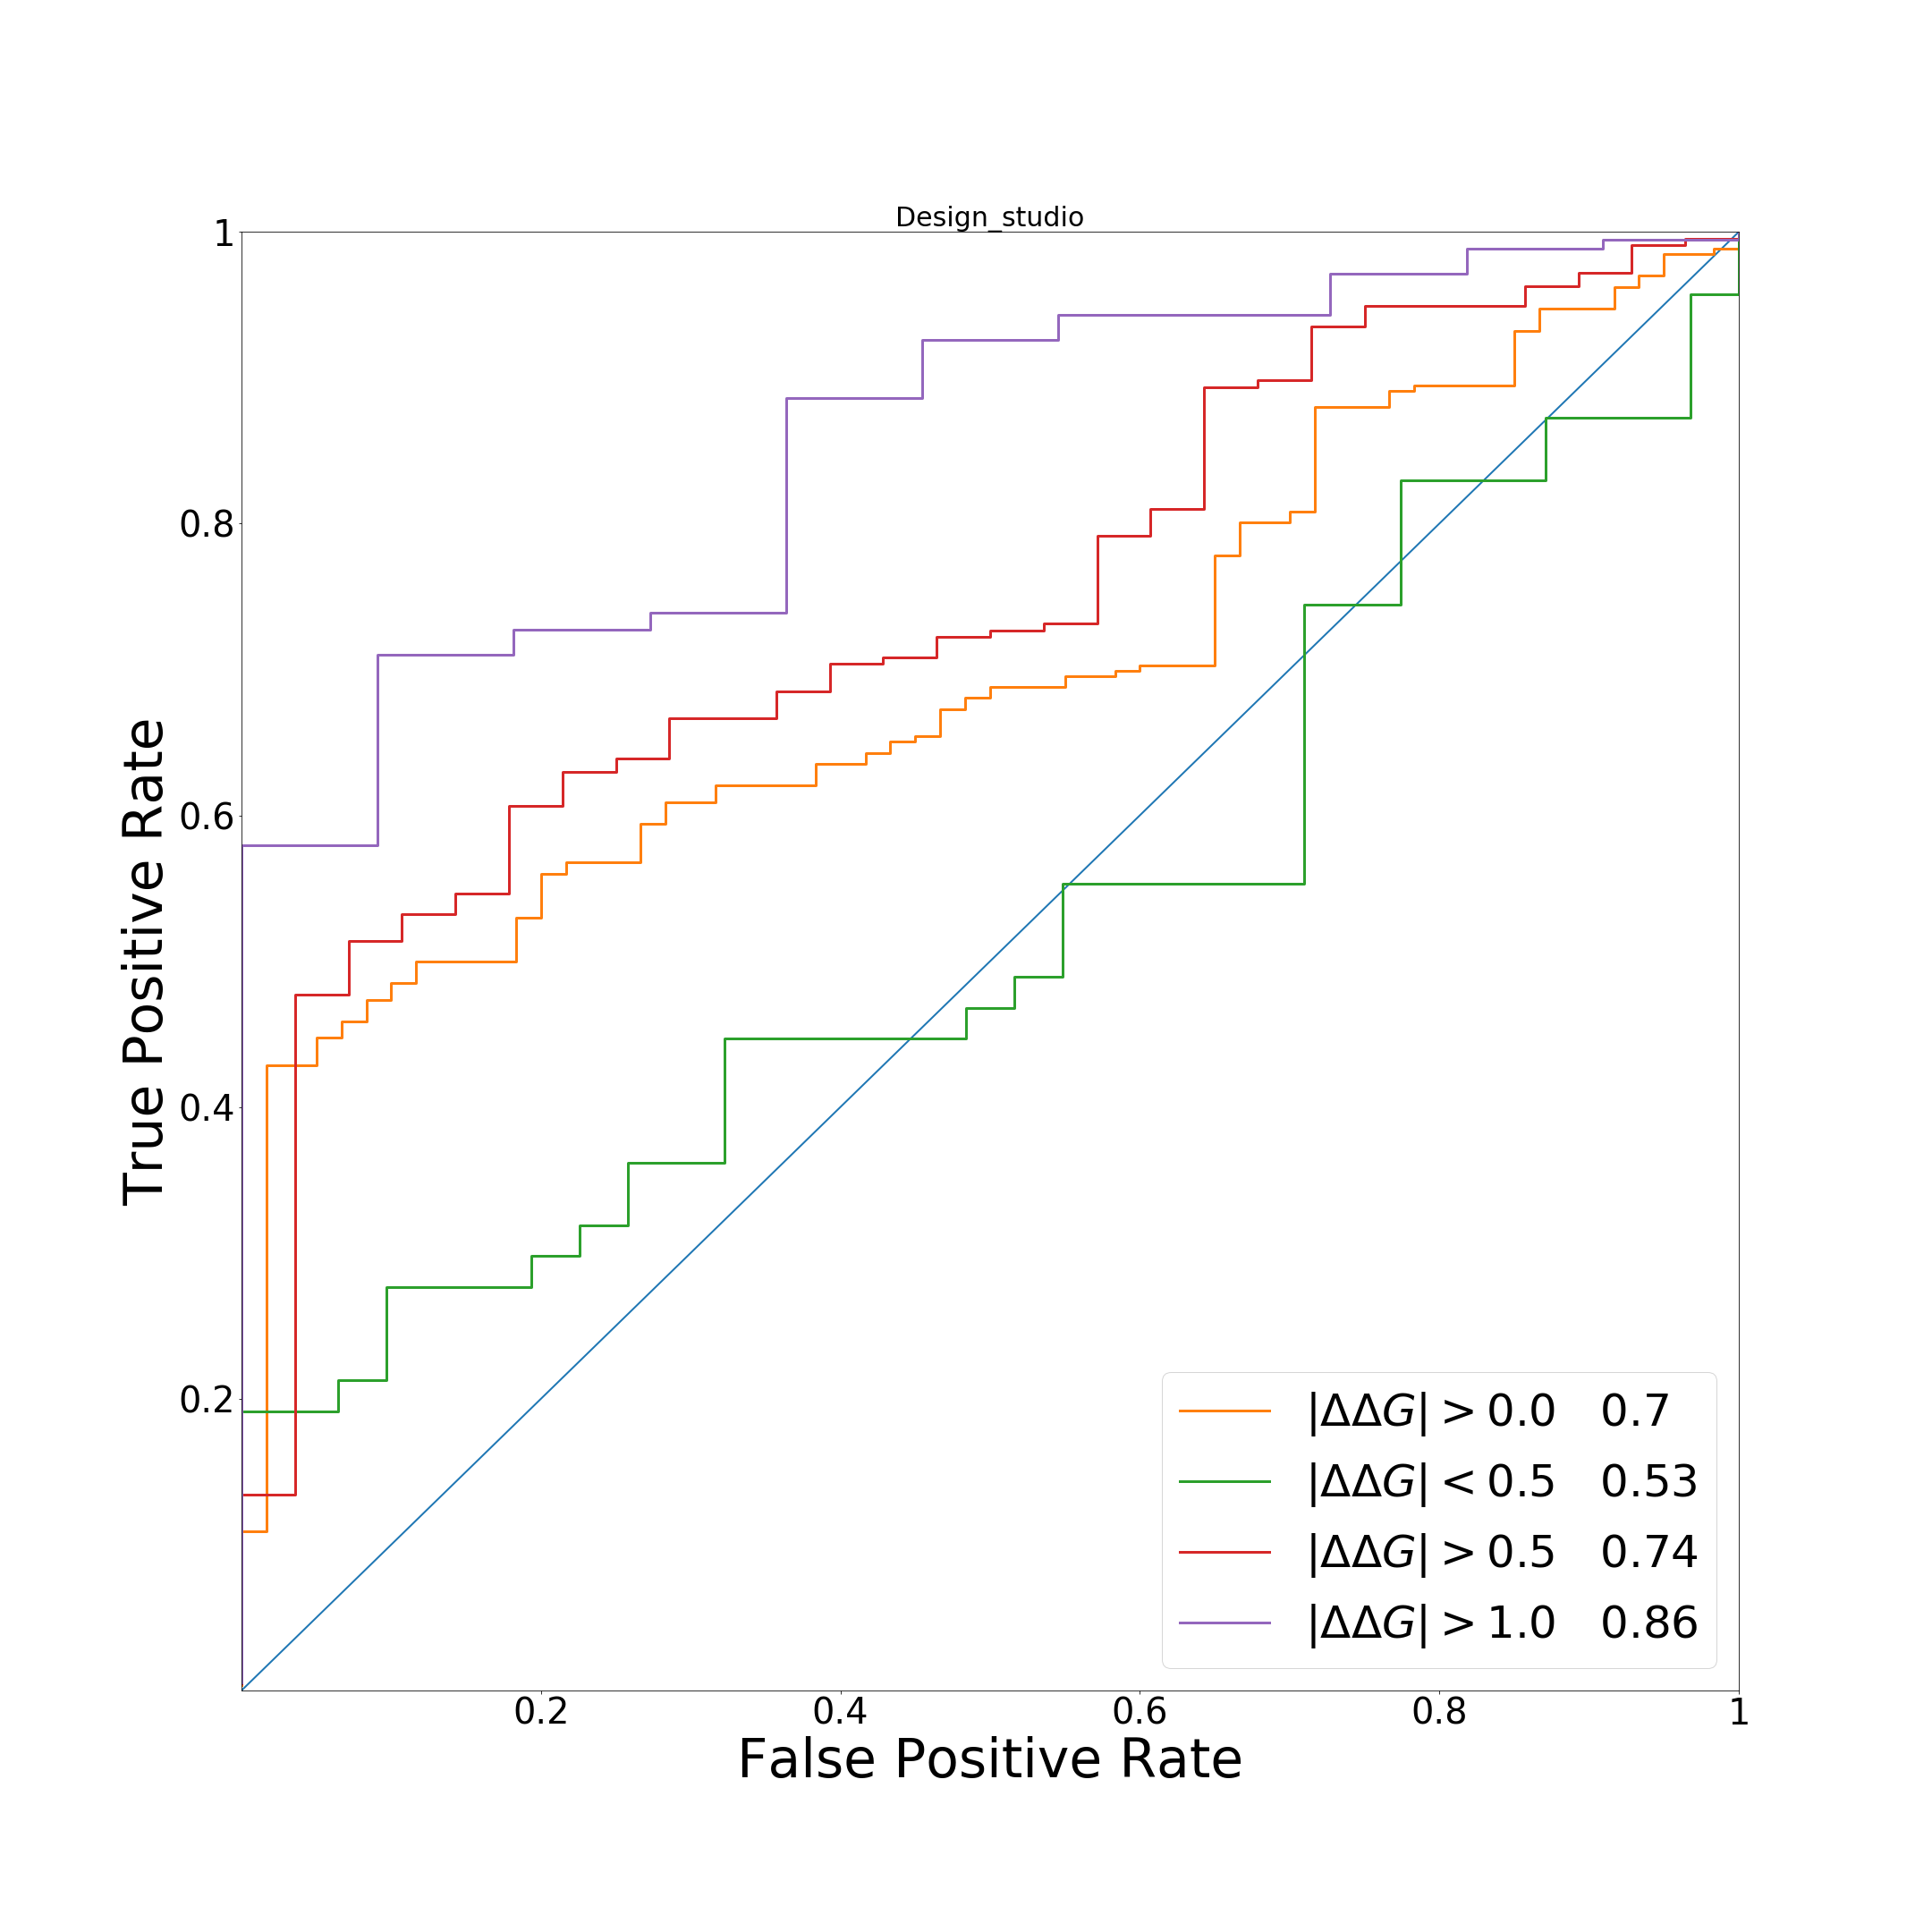 Design_studio
1
0.8
0.6
0.4
0.2
True Positive Rate
|ΔΔG| > 0.0 0.7
|ΔΔG| < 0.5 0.53
|ΔΔG| > 0.5 0.74
|ΔΔG| > 1.0 0.86
0.2 0.4 0.6 0.8 1
False Positive Rate